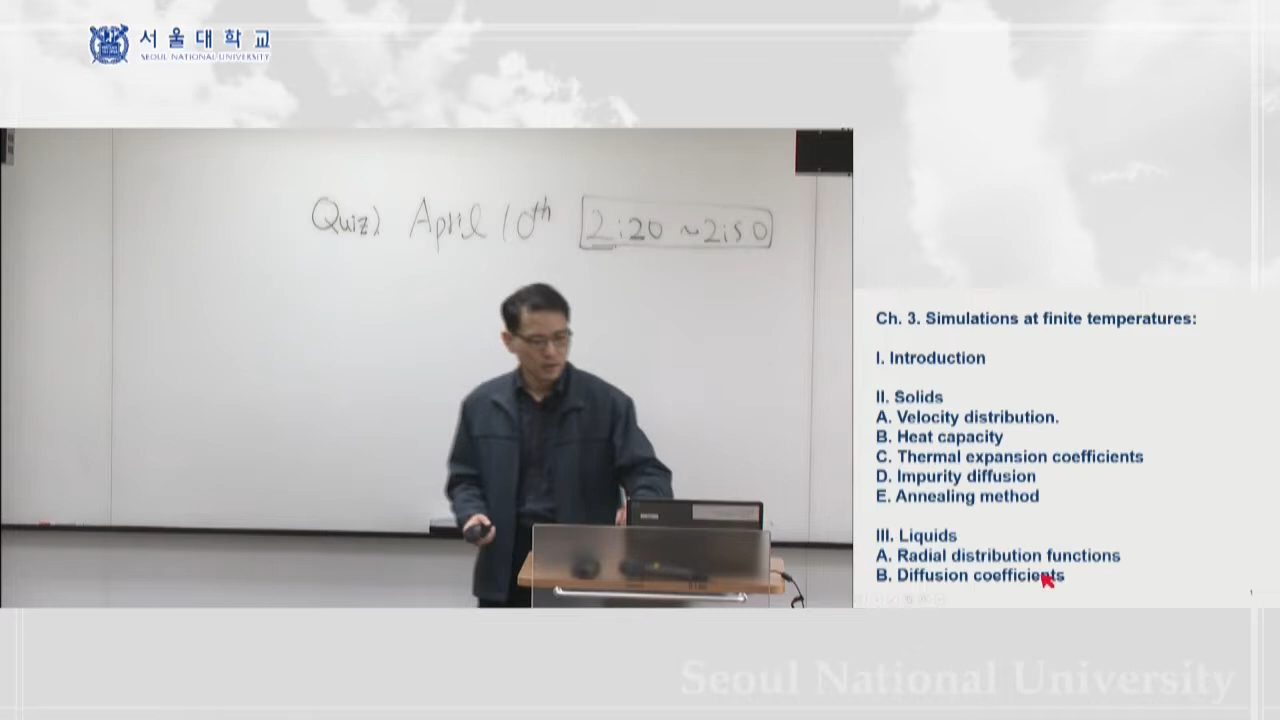 서울대학교
SEOUL NATIONAL UNIVERSITY
Quiz) April 10th 2:20 ~2:50
Ch. 3. Simulations at finite temperatures:
I. Introduction
II. Solids
A. Velocity distribution.
B. Heat capacity
C. Thermal expansion coefficients
D. Impurity diffusion
E. Annealing method
III. Liquids
A. Radial distribution functions
B. Diffusion coefficients
Seoul National University